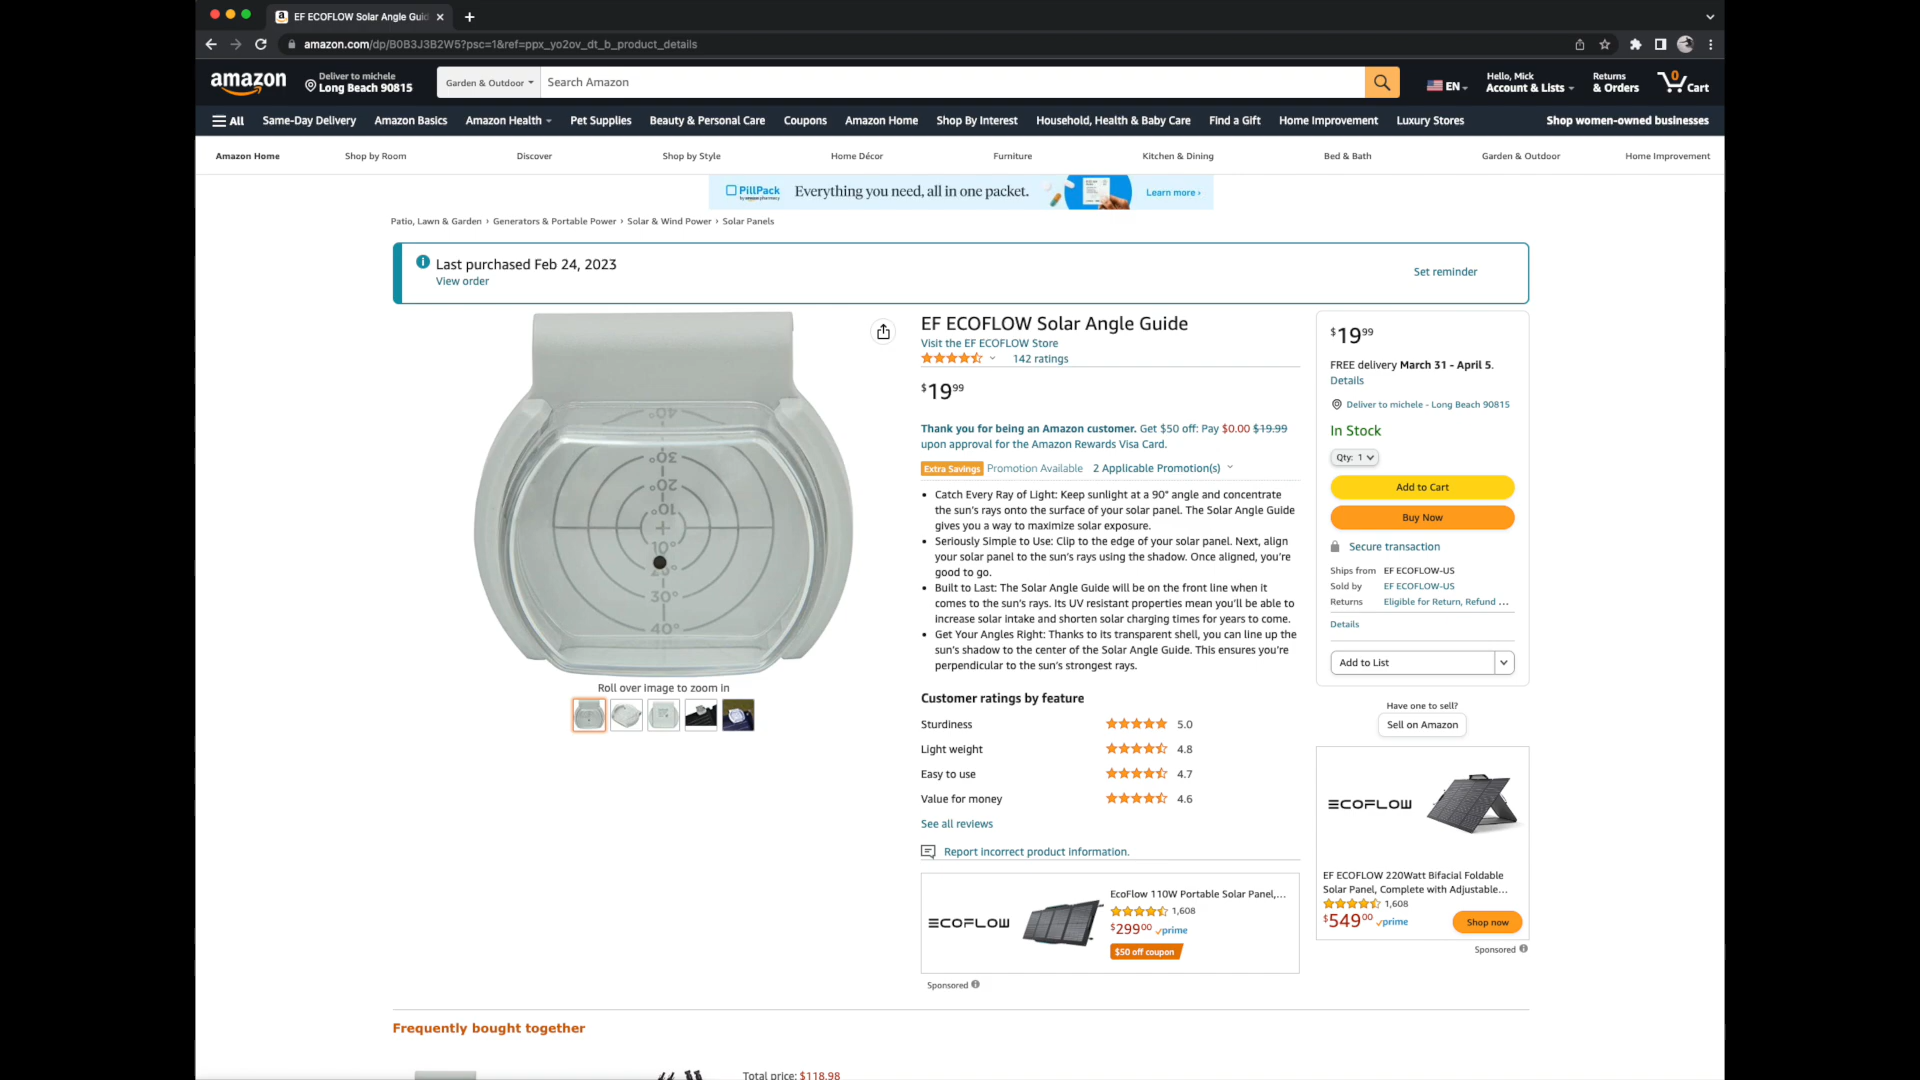 EF ECOFLOW Solar Angle Guid
amazon.com/dp/B0B3J3B2W5?psc=1&ref=ppx_yo2ov_dt_b_product_details
amazon
Deliver to michele
Long Beach 90815
Garden & Outdoor
Search Amazon
EN
Hello, Mick
Account & Lists
Returns
& Orders
0
Cart
All
Same-Day Delivery
Amazon Basics
Amazon Health
Pet Supplies
Beauty & Personal Care
Coupons
Amazon Home
Shop By Interest
Household, Health & Baby Care
Find a Gift
Home Improvement
Luxury Stores
Shop women-owned businesses
Amazon Home
Shop by Room
Discover
Shop by Style
Home Décor
Furniture
Kitchen & Dining
Bed & Bath
Garden & Outdoor
Home Improvement
PillPack
by amazon pharmacy
Everything you need, all in one packet.
Learn more ›
Patio, Lawn & Garden › Generators & Portable Power › Solar & Wind Power › Solar Panels
Last purchased Feb 24, 2023
View order
Set reminder
40°
30°
20°
10°
10°
30°
40°
Roll over image to zoom in
EF ECOFLOW Solar Angle Guide
Visit the EF ECOFLOW Store
142 ratings
$1999
Thank you for being an Amazon customer. Get $50 off: Pay $0.00 $19.99
upon approval for the Amazon Rewards Visa Card.
Extra Savings Promotion Available 2 Applicable Promotion(s)
• Catch Every Ray of Light: Keep sunlight at a 90° angle and concentrate
the sun's rays onto the surface of your solar panel. The Solar Angle Guide
gives you a way to maximize solar exposure.
• Seriously Simple to Use: Clip to the edge of your solar panel. Next, align
your solar panel to the sun's rays using the shadow. Once aligned, you're
good to go.
• Built to Last: The Solar Angle Guide will be on the front line when it
comes to the sun's rays. Its UV resistant properties mean you'll be able to
increase solar intake and shorten solar charging times for years to come.
• Get Your Angles Right: Thanks to its transparent shell, you can line up the
sun's shadow to the center of the Solar Angle Guide. This ensures you're
perpendicular to the sun's strongest rays.
Customer ratings by feature
Sturdiness 5.0
Light weight 4.8
Easy to use 4.7
Value for money 4.6
See all reviews
Report incorrect product information.
ECOFLOW
EcoFlow 110W Portable Solar Panel,...
1,608
$29900 prime
$50 off coupon
Sponsored
$1999
FREE delivery March 31 - April 5.
Details
Deliver to michele - Long Beach 90815
In Stock
Qty: 1
Add to Cart
Buy Now
Secure transaction
Ships from EF ECOFLOW-US
Sold by EF ECOFLOW-US
Returns Eligible for Return, Refund ...
Details
Add to List
Have one to sell?
Sell on Amazon
ECOFLOW
EF ECOFLOW 220Watt Bifacial Foldable
Solar Panel, Complete with Adjustable...
1,608
$54900 prime
Shop now
Sponsored
Frequently bought together
Total price: $118.98